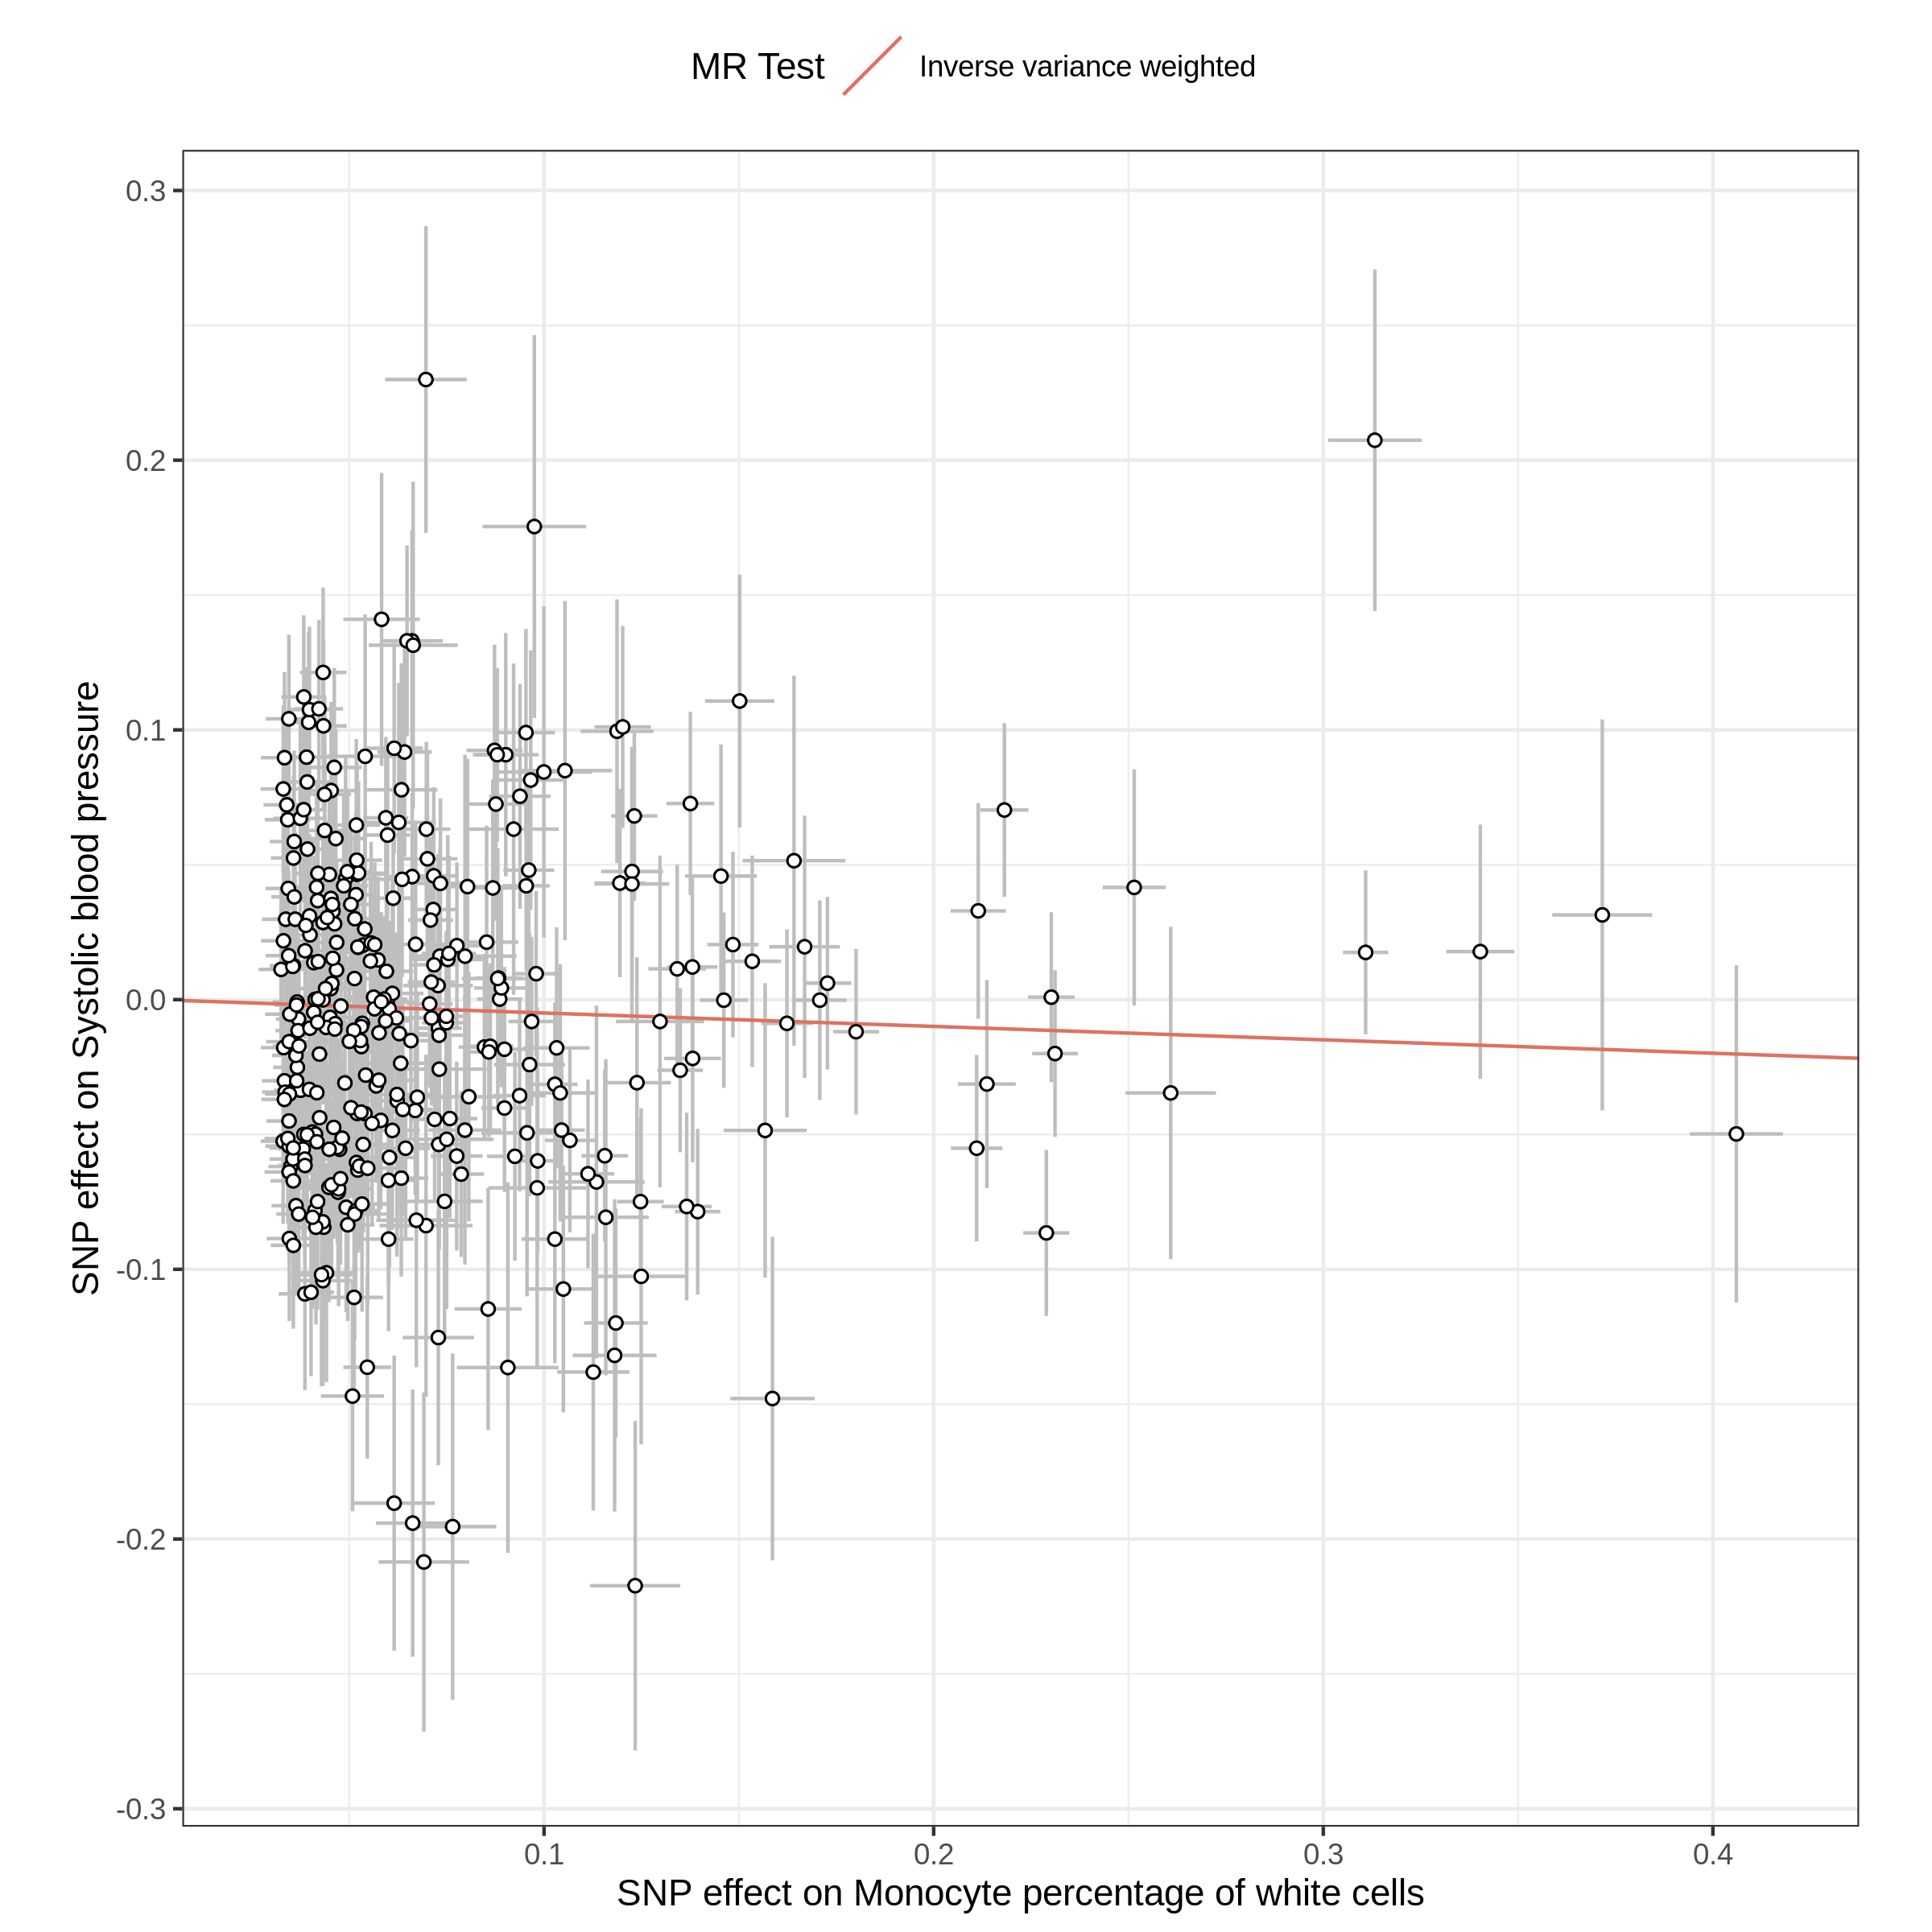 MR Test Inverse variance weighted
0.3
0.2
0.1
0.0
-0.1
-0.2
-0.3
SNP effect on Systolic blood pressure
0.1 0.2 0.3 0.4
SNP effect on Monocyte percentage of white cells